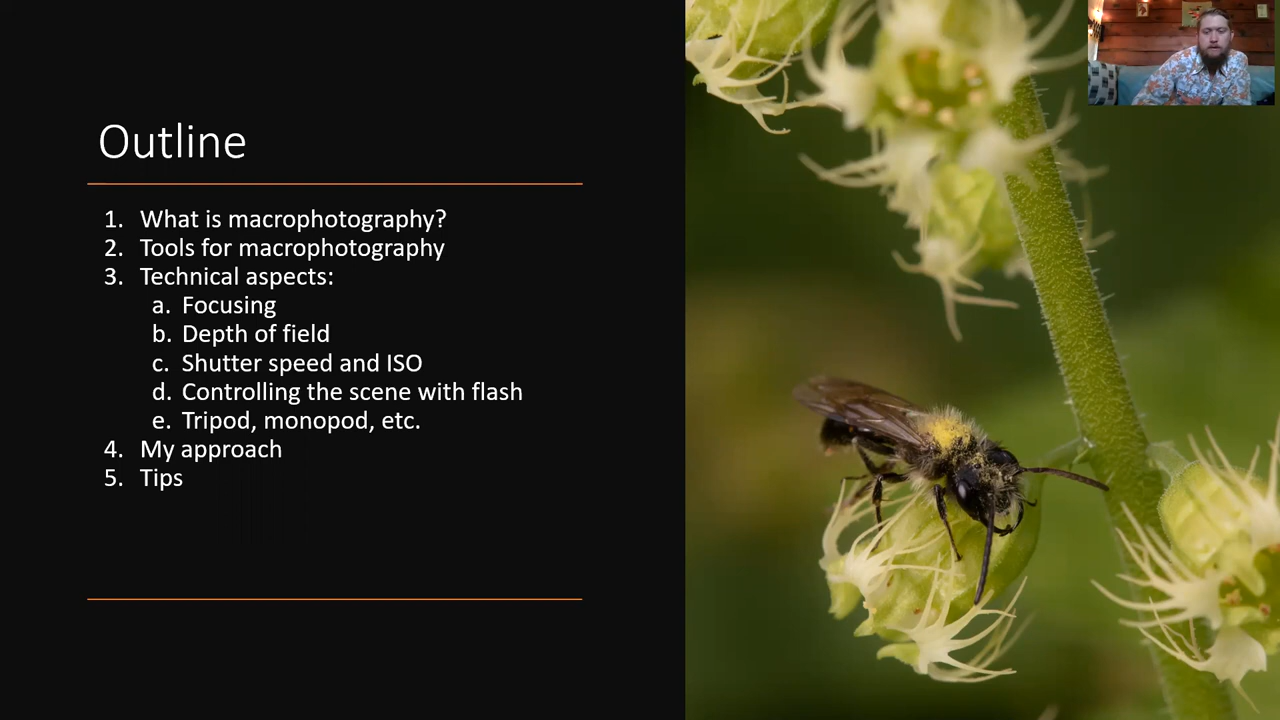 Outline
1. What is macrophotography?
2. Tools for macrophotography
3. Technical aspects:
a. Focusing
b. Depth of field
c. Shutter speed and ISO
d. Controlling the scene with flash
e. Tripod, monopod, etc.
4. My approach
5. Tips